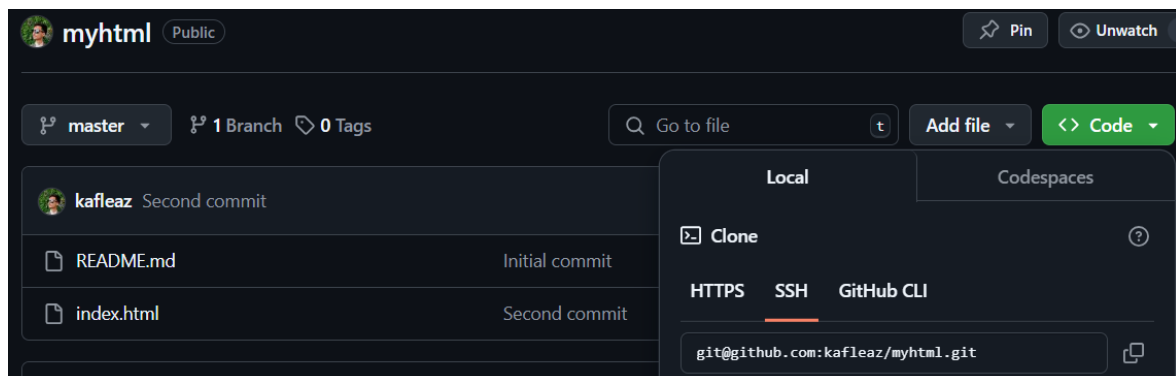 myhtml Public Pin Unwatch
master 1 Branch 0 Tags Go to file t Add file <> Code
Local Codespaces
kafleaz Second commit
Clone
README.md Initial commit
HTTPS SSH GitHub CLI
index.html Second commit
git@github.com:kafleaz/myhtml.git